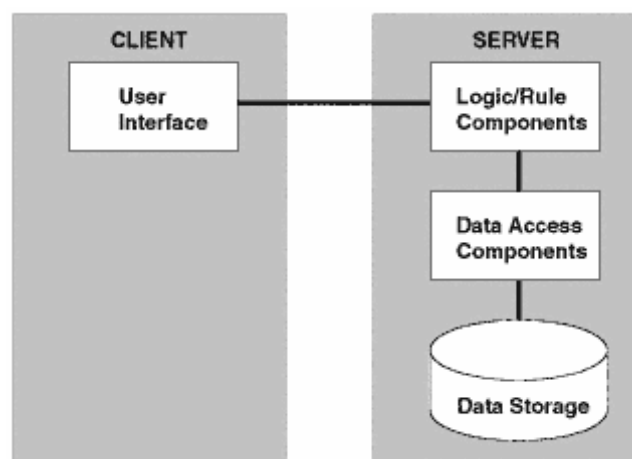 CLIENT
SERVER
User
Interface
Logic/Rule
Components
Data Access
Components
Data Storage